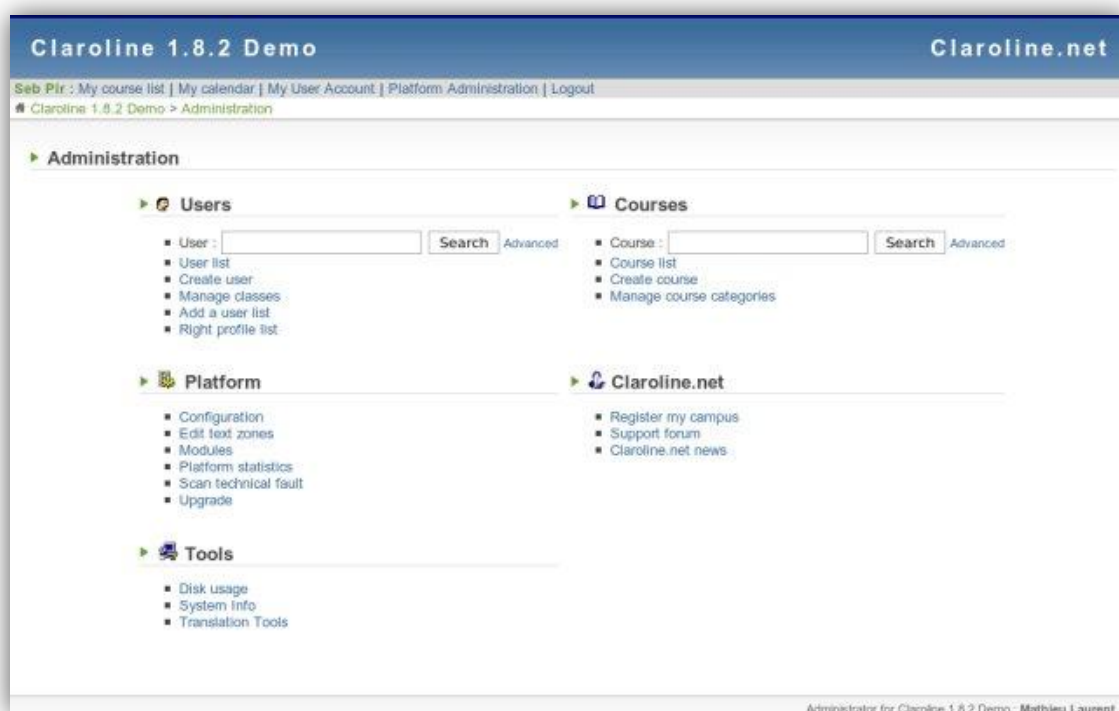 Claroline 1.8.2 Demo Claroline.net
Seb Pir : My course list | My calendar | My User Account | Platform Administration | Logout
Claroline 1.8.2 Demo > Administration
Administration
Users
User : Search Advanced
User list
Create user
Manage classes
Add a user list
Right profile list
Courses
Course : Search Advanced
Course list
Create course
Manage course categories
Platform
Configuration
Edit text zones
Modules
Platform statistics
Scan technical fault
Upgrade
Claroline.net
Register my campus
Support forum
Claroline.net news
Tools
Disk usage
System Info
Translation Tools
Administrator for Claroline 1.8.2 Demo : Mathieu Laurent